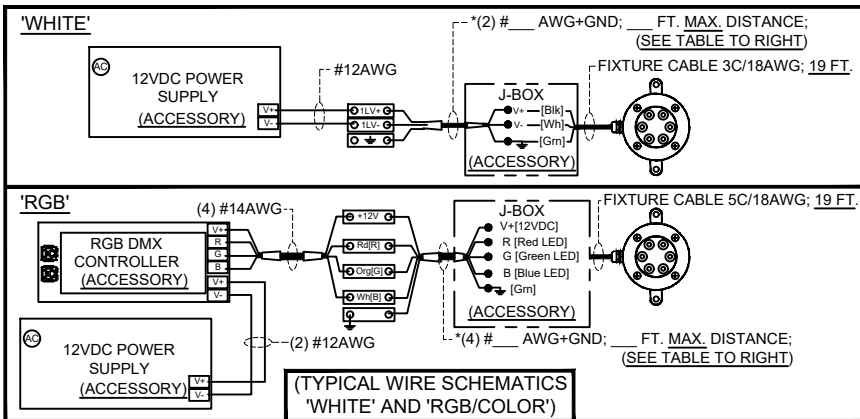 'WHITE'
AC
12VDC POWER
SUPPLY
(ACCESSORY)
V+
V-
#12AWG
1LV+
1LV-
*(2) #___ AWG+GND; ___ FT. MAX. DISTANCE;
(SEE TABLE TO RIGHT)
FIXTURE CABLE 3C/18AWG; 19 FT.
J-BOX
V+ [Blk]
V- [Wh]
[Grn]
(ACCESSORY)
'RGB'
RGB DMX
CONTROLLER
(ACCESSORY)
V+
R
G
B
V+
V-
(4) #14AWG
+12V
Rd[R]
Org[G]
Wh[B]
J-BOX
V+[12VDC]
R [Red LED]
G [Green LED]
B [Blue LED]
[Grn]
(ACCESSORY)
FIXTURE CABLE 5C/18AWG; 19 FT.
AC
12VDC POWER
SUPPLY
(ACCESSORY)
V+
V-
(2) #12AWG
*(4) #___ AWG+GND; ___ FT. MAX. DISTANCE;
(SEE TABLE TO RIGHT)
(TYPICAL WIRE SCHEMATICS
'WHITE' AND 'RGB/COLOR')